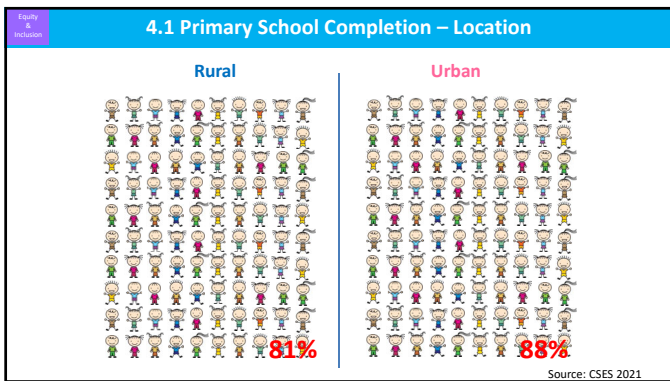 Equity
&
Inclusion
4.1 Primary School Completion – Location
Rural
Urban
81%
88%
Source: CSES 2021